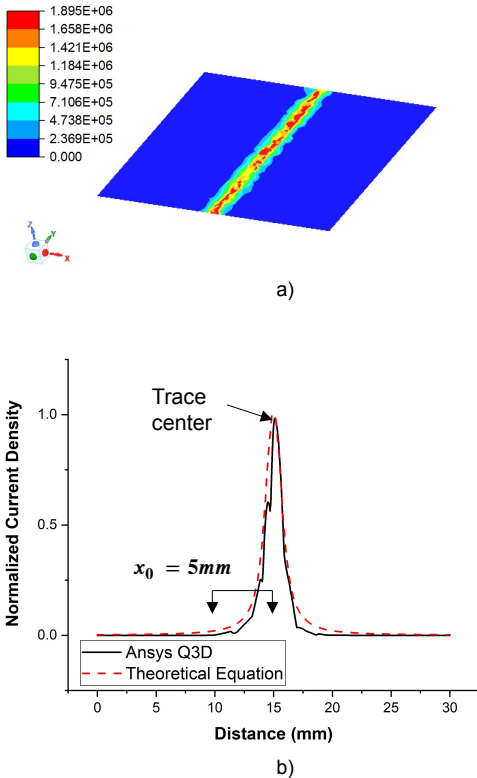 1.895E+06
1.658E+06
1.421E+06
1.184E+06
9.475E+05
7.106E+05
4.738E+05
2.369E+05
0.000
Z
Y
X
a)
Normalized Current Density
1.0
0.5
0.0
Trace
center
x₀ = 5mm
Ansys Q3D
Theoretical Equation
0 5 10 15 20 25 30
Distance (mm)
b)